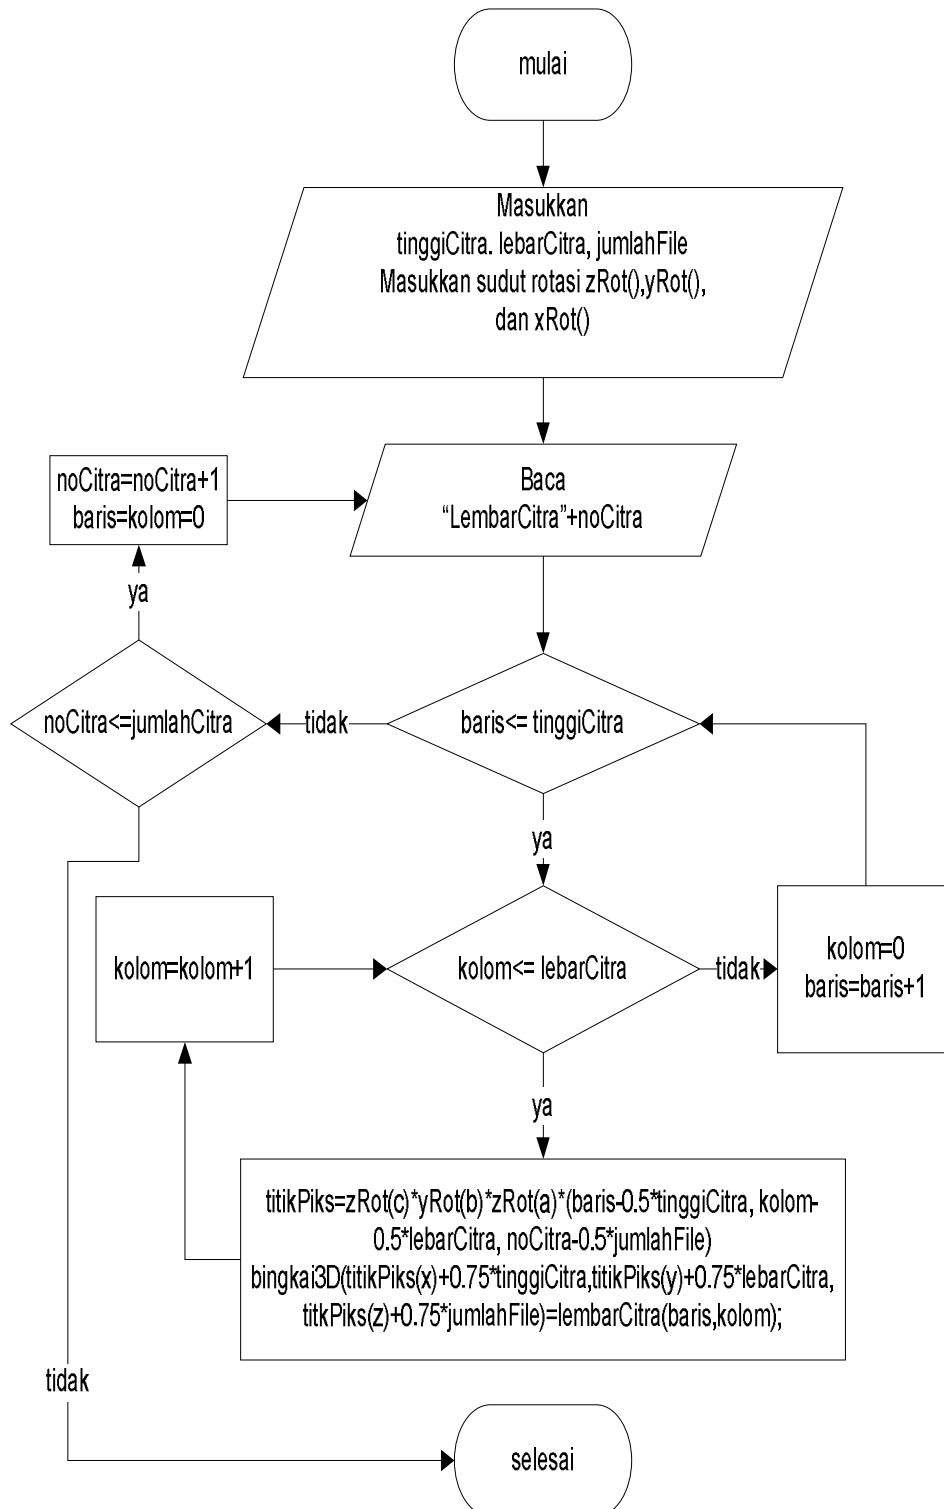 mulai
Masukkan
tinggiCitra. lebarCitra, jumlahFile
Masukkan sudut rotasi zRot(),yRot(),
dan xRot()
noCitra=noCitra+1
baris=kolom=0
Baca
“LembarCitra”+noCitra
ya
noCitra<=jumlahCitra
tidak
baris<= tinggiCitra
ya
kolom=kolom+1
kolom<= lebarCitra
tidak
kolom=0
baris=baris+1
ya
titikPiks=zRot(c)*yRot(b)*zRot(a)*(baris-0.5*tinggiCitra, kolom-
0.5*lebarCitra, noCitra-0.5*jumlahFile)
bingkai3D(titikPiks(x)+0.75*tinggiCitra,titikPiks(y)+0.75*lebarCitra,
titkPiks(z)+0.75*jumlahFile)=lembarCitra(baris,kolom);
tidak
selesai